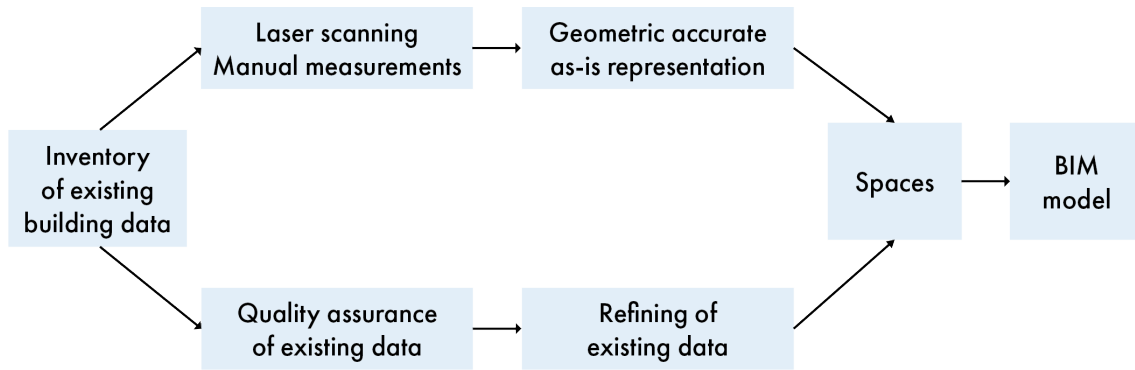 Laser scanning
Manual measurements
Geometric accurate
as-is representation
Inventory
of existing
building data
Spaces
BIM
model
Quality assurance
of existing data
Refining of
existing data